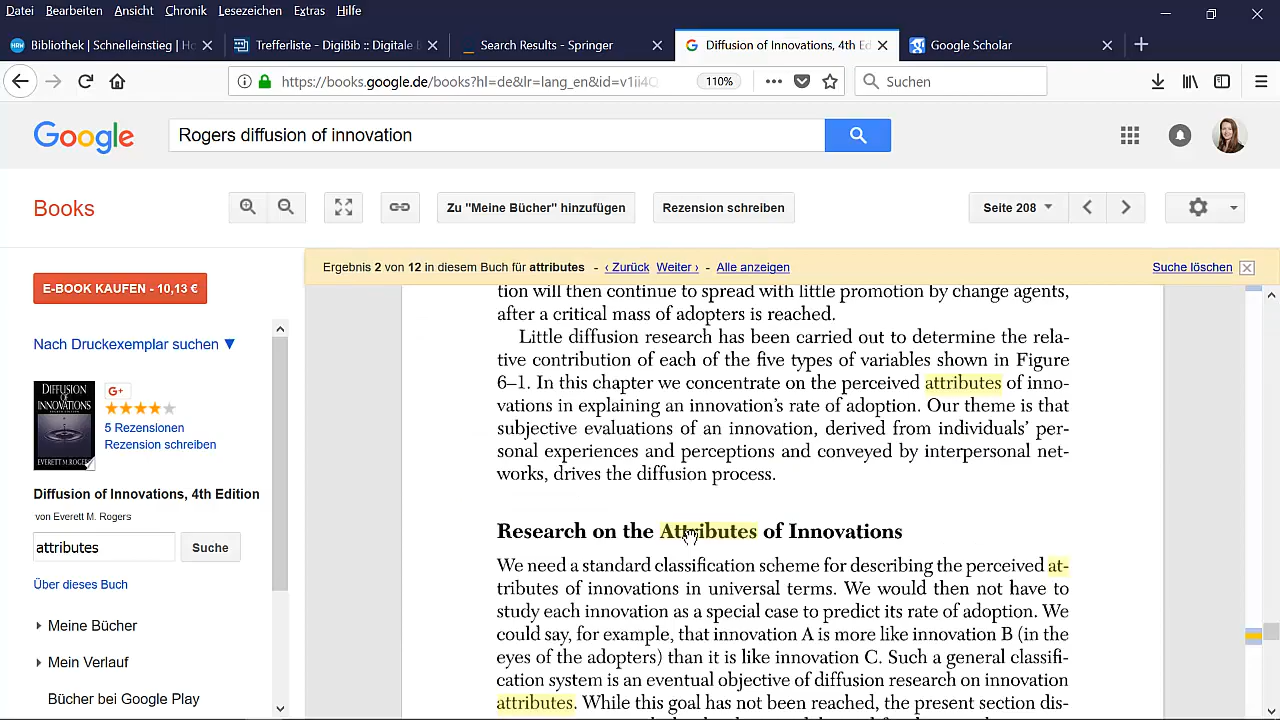 Datei Bearbeiten Ansicht Chronik Lesezeichen Extras Hilfe
Bibliothek | Schnelleinstieg | Ho
Trefferliste - DigiBib :: Digitale
Search Results - Springer
Diffusion of Innovations, 4th Ed
Google Scholar
https://books.google.de/books?hl=de&lr=lang_en&id=v1ii4Q
110%
Suchen
Google
Rogers diffusion of innovation
Books
Zu "Meine Bücher" hinzufügen
Rezension schreiben
Seite 208
Ergebnis 2 von 12 in diesem Buch für attributes - ‹ Zurück Weiter › - Alle anzeigen
Suche löschen
E-BOOK KAUFEN - 10,13 €
Nach Druckexemplar suchen ▼
DIFFUSION
OF
INNOVATIONS
EVERETT M. ROGERS
G+
5 Rezensionen
Rezension schreiben
Diffusion of Innovations, 4th Edition
von Everett M. Rogers
attributes
Suche
Über dieses Buch
Meine Bücher
Mein Verlauf
Bücher bei Google Play
tion will then continue to spread with little promotion by change agents,
after a critical mass of adopters is reached.
Little diffusion research has been carried out to determine the rela-
tive contribution of each of the five types of variables shown in Figure
6–1. In this chapter we concentrate on the perceived attributes of inno-
vations in explaining an innovation's rate of adoption. Our theme is that
subjective evaluations of an innovation, derived from individuals' per-
sonal experiences and perceptions and conveyed by interpersonal net-
works, drives the diffusion process.
Research on the Attributes of Innovations
We need a standard classification scheme for describing the perceived at-
tributes of innovations in universal terms. We would then not have to
study each innovation as a special case to predict its rate of adoption. We
could say, for example, that innovation A is more like innovation B (in the
eyes of the adopters) than it is like innovation C. Such a general classifi-
cation system is an eventual objective of diffusion research on innovation
attributes. While this goal has not been reached, the present section dis-